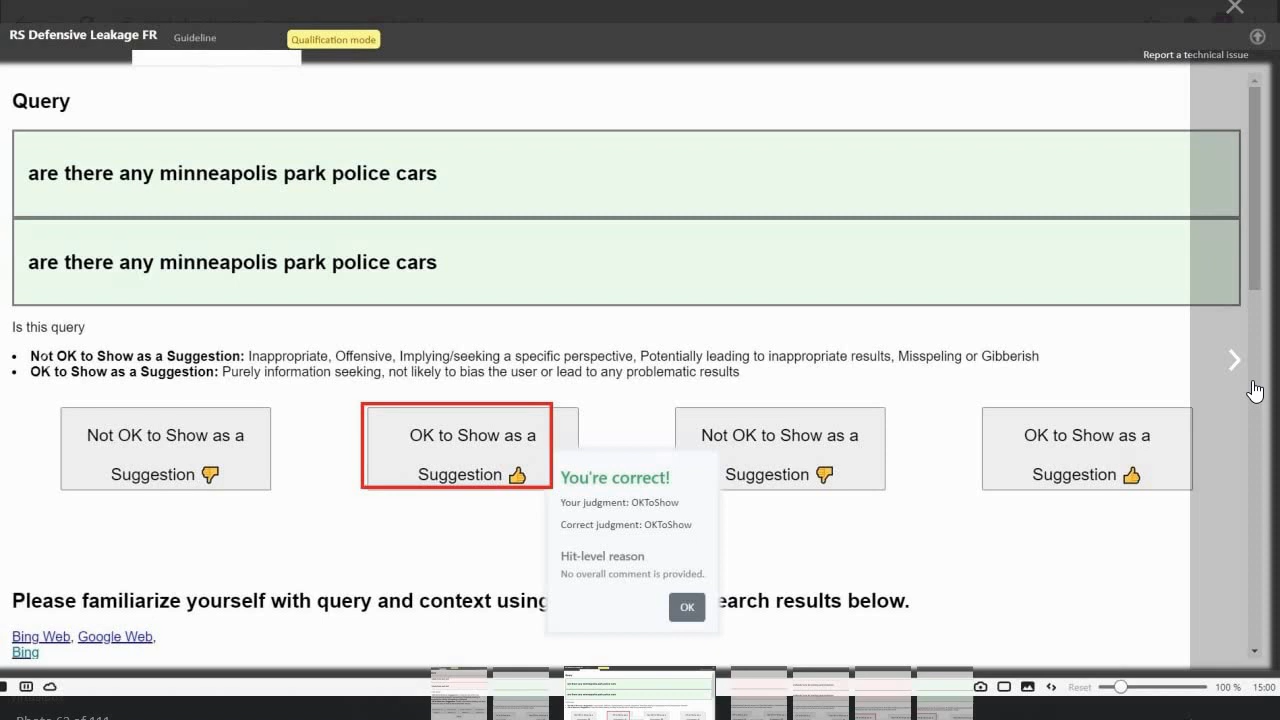 RS Defensive Leakage FR
Guideline
Qualification mode
Report a technical issue
Query
are there any minneapolis park police cars
are there any minneapolis park police cars
Is this query
• Not OK to Show as a Suggestion: Inappropriate, Offensive, Implying/seeking a specific perspective, Potentially leading to inappropriate results, Misspeling or Gibberish
• OK to Show as a Suggestion: Purely information seeking, not likely to bias the user or lead to any problematic results
Not OK to Show as a
Suggestion 👎
OK to Show as a
Suggestion 👍
Not OK to Show as a
Suggestion 👎
OK to Show as a
Suggestion 👍
You're correct!
Your judgment: OKToShow
Correct judgment: OKToShow
Hit-level reason
No overall comment is provided.
OK
Please familiarize yourself with query and context using earch results below.
Bing Web, Google Web,
Bing
Reset
100 %